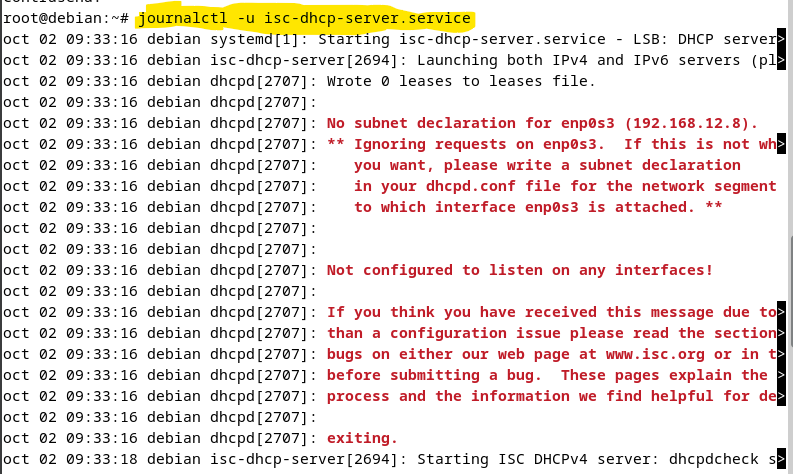 root@debian:~# journalctl -u isc-dhcp-server.service
oct 02 09:33:16 debian systemd[1]: Starting isc-dhcp-server.service - LSB: DHCP server>
oct 02 09:33:16 debian isc-dhcp-server[2694]: Launching both IPv4 and IPv6 servers (pl>
oct 02 09:33:16 debian dhcpd[2707]: Wrote 0 leases to leases file.
oct 02 09:33:16 debian dhcpd[2707]:
oct 02 09:33:16 debian dhcpd[2707]: No subnet declaration for enp0s3 (192.168.12.8).
oct 02 09:33:16 debian dhcpd[2707]: ** Ignoring requests on enp0s3.  If this is not wh>
oct 02 09:33:16 debian dhcpd[2707]:    you want, please write a subnet declaration
oct 02 09:33:16 debian dhcpd[2707]:    in your dhcpd.conf file for the network segment
oct 02 09:33:16 debian dhcpd[2707]:    to which interface enp0s3 is attached. **
oct 02 09:33:16 debian dhcpd[2707]:
oct 02 09:33:16 debian dhcpd[2707]:
oct 02 09:33:16 debian dhcpd[2707]: Not configured to listen on any interfaces!
oct 02 09:33:16 debian dhcpd[2707]:
oct 02 09:33:16 debian dhcpd[2707]: If you think you have received this message due to>
oct 02 09:33:16 debian dhcpd[2707]: than a configuration issue please read the section>
oct 02 09:33:16 debian dhcpd[2707]: bugs on either our web page at www.isc.org or in t>
oct 02 09:33:16 debian dhcpd[2707]: before submitting a bug.  These pages explain the >
oct 02 09:33:16 debian dhcpd[2707]: process and the information we find helpful for de>
oct 02 09:33:16 debian dhcpd[2707]:
oct 02 09:33:16 debian dhcpd[2707]: exiting.
oct 02 09:33:18 debian isc-dhcp-server[2694]: Starting ISC DHCPv4 server: dhcpdcheck s>